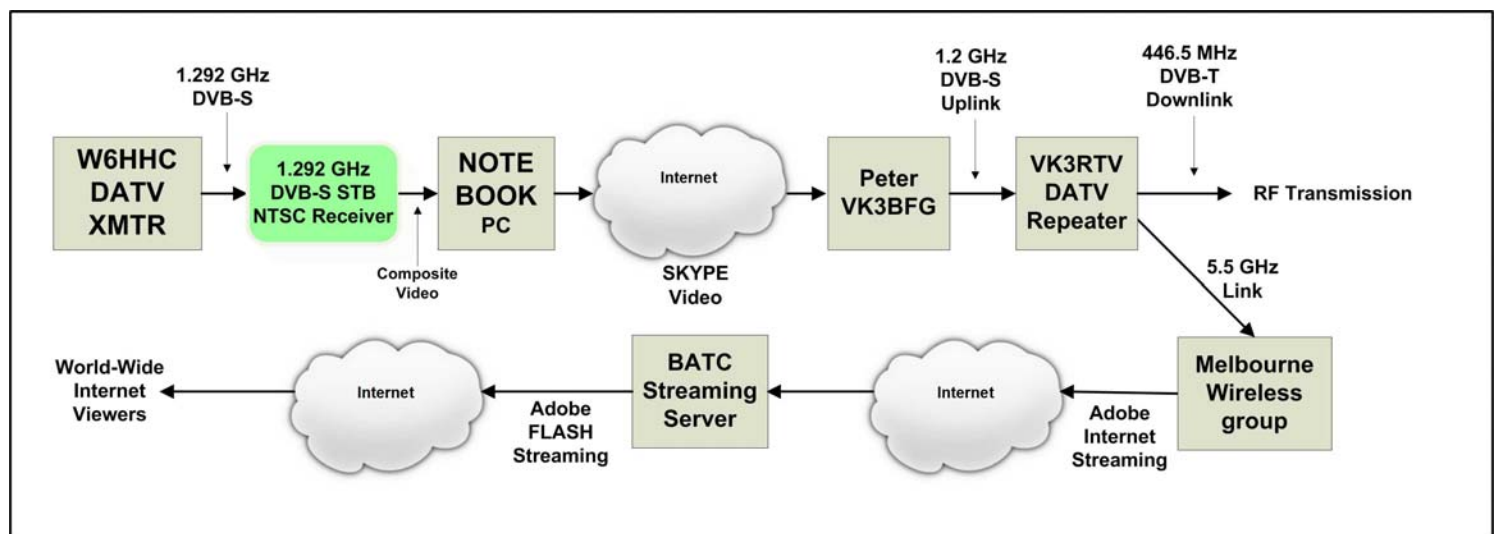 1.292 GHz
DVB-S
W6HHC
DATV
XMTR
1.292 GHz
DVB-S STB
NTSC Receiver
Composite
Video
NOTE
BOOK
PC
Internet
SKYPE
Video
Peter
VK3BFG
1.2 GHz
DVB-S
Uplink
VK3RTV
DATV
Repeater
446.5 MHz
DVB-T
Downlink
RF Transmission
5.5 GHz
Link
Melbourne
Wireless
group
Adobe
Internet
Streaming
Internet
BATC
Streaming
Server
Adobe
FLASH
Streaming
Internet
World-Wide
Internet
Viewers